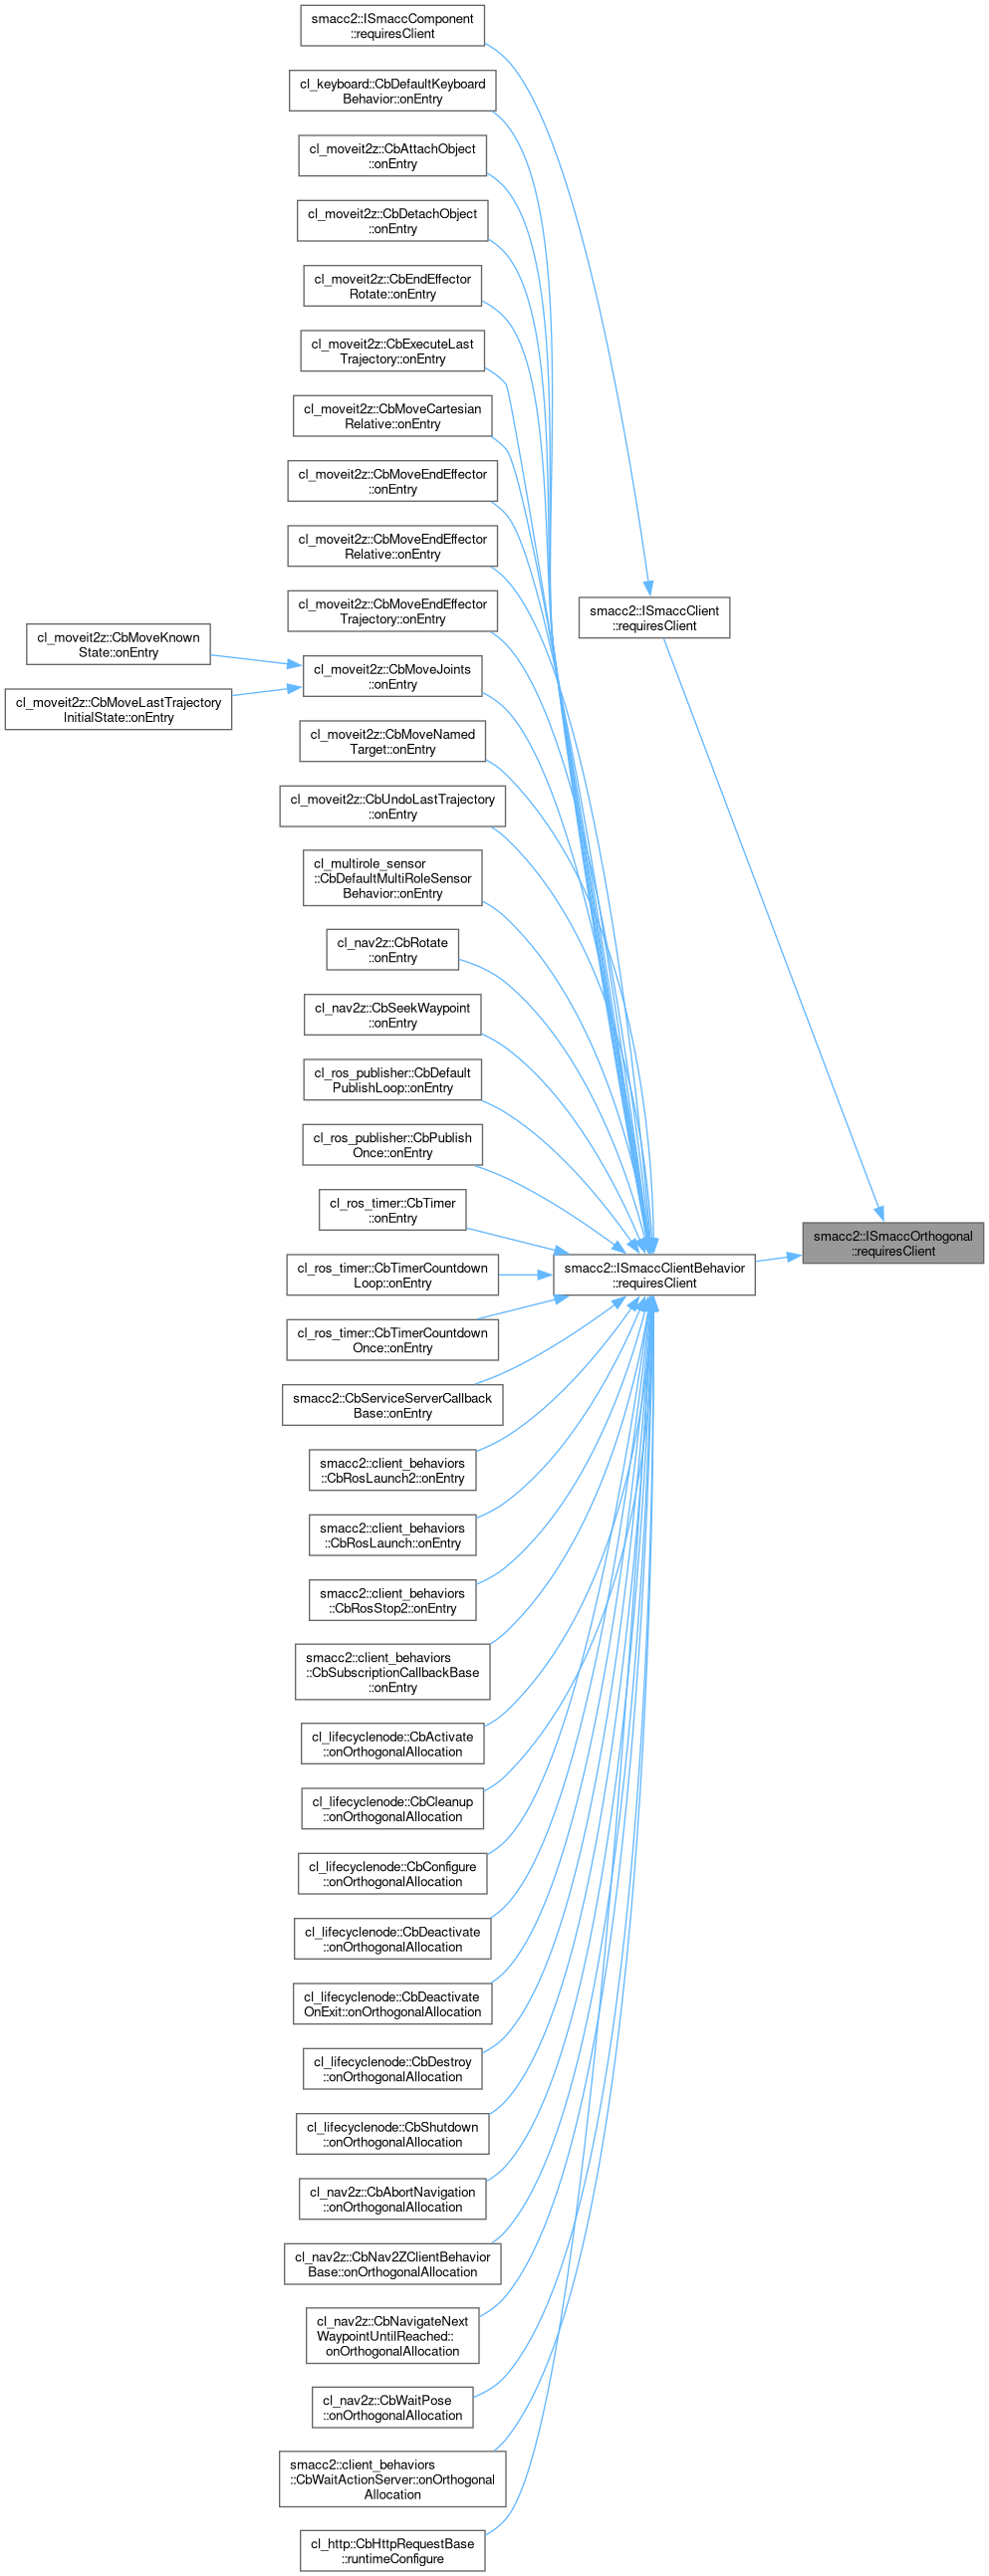 smacc2::ISmaccComponent
::requiresClient
cl_keyboard::CbDefaultKeyboard
Behavior::onEntry
cl_moveit2z::CbAttachObject
::onEntry
cl_moveit2z::CbDetachObject
::onEntry
cl_moveit2z::CbEndEffector
Rotate::onEntry
cl_moveit2z::CbExecuteLast
Trajectory::onEntry
cl_moveit2z::CbMoveCartesian
Relative::onEntry
cl_moveit2z::CbMoveEndEffector
::onEntry
cl_moveit2z::CbMoveEndEffector
Relative::onEntry
cl_moveit2z::CbMoveEndEffector
Trajectory::onEntry
smacc2::ISmaccClient
::requiresClient
cl_moveit2z::CbMoveKnown
State::onEntry
cl_moveit2z::CbMoveLastTrajectory
InitialState::onEntry
cl_moveit2z::CbMoveJoints
::onEntry
cl_moveit2z::CbMoveNamed
Target::onEntry
cl_moveit2z::CbUndoLastTrajectory
::onEntry
cl_multirole_sensor
::CbDefaultMultiRoleSensor
Behavior::onEntry
cl_nav2z::CbRotate
::onEntry
cl_nav2z::CbSeekWaypoint
::onEntry
cl_ros_publisher::CbDefault
PublishLoop::onEntry
cl_ros_publisher::CbPublish
Once::onEntry
cl_ros_timer::CbTimer
::onEntry
smacc2::ISmaccOrthogonal
::requiresClient
smacc2::ISmaccClientBehavior
::requiresClient
cl_ros_timer::CbTimerCountdown
Loop::onEntry
cl_ros_timer::CbTimerCountdown
Once::onEntry
smacc2::CbServiceServerCallback
Base::onEntry
smacc2::client_behaviors
::CbRosLaunch2::onEntry
smacc2::client_behaviors
::CbRosLaunch::onEntry
smacc2::client_behaviors
::CbRosStop2::onEntry
smacc2::client_behaviors
::CbSubscriptionCallbackBase
::onEntry
cl_lifecyclenode::CbActivate
::onOrthogonalAllocation
cl_lifecyclenode::CbCleanup
::onOrthogonalAllocation
cl_lifecyclenode::CbConfigure
::onOrthogonalAllocation
cl_lifecyclenode::CbDeactivate
::onOrthogonalAllocation
cl_lifecyclenode::CbDeactivate
OnExit::onOrthogonalAllocation
cl_lifecyclenode::CbDestroy
::onOrthogonalAllocation
cl_lifecyclenode::CbShutdown
::onOrthogonalAllocation
cl_nav2z::CbAbortNavigation
::onOrthogonalAllocation
cl_nav2z::CbNav2ZClientBehavior
Base::onOrthogonalAllocation
cl_nav2z::CbNavigateNext
WaypointUntilReached::
onOrthogonalAllocation
cl_nav2z::CbWaitPose
::onOrthogonalAllocation
smacc2::client_behaviors
::CbWaitActionServer::onOrthogonal
Allocation
cl_http::CbHttpRequestBase
::runtimeConfigure